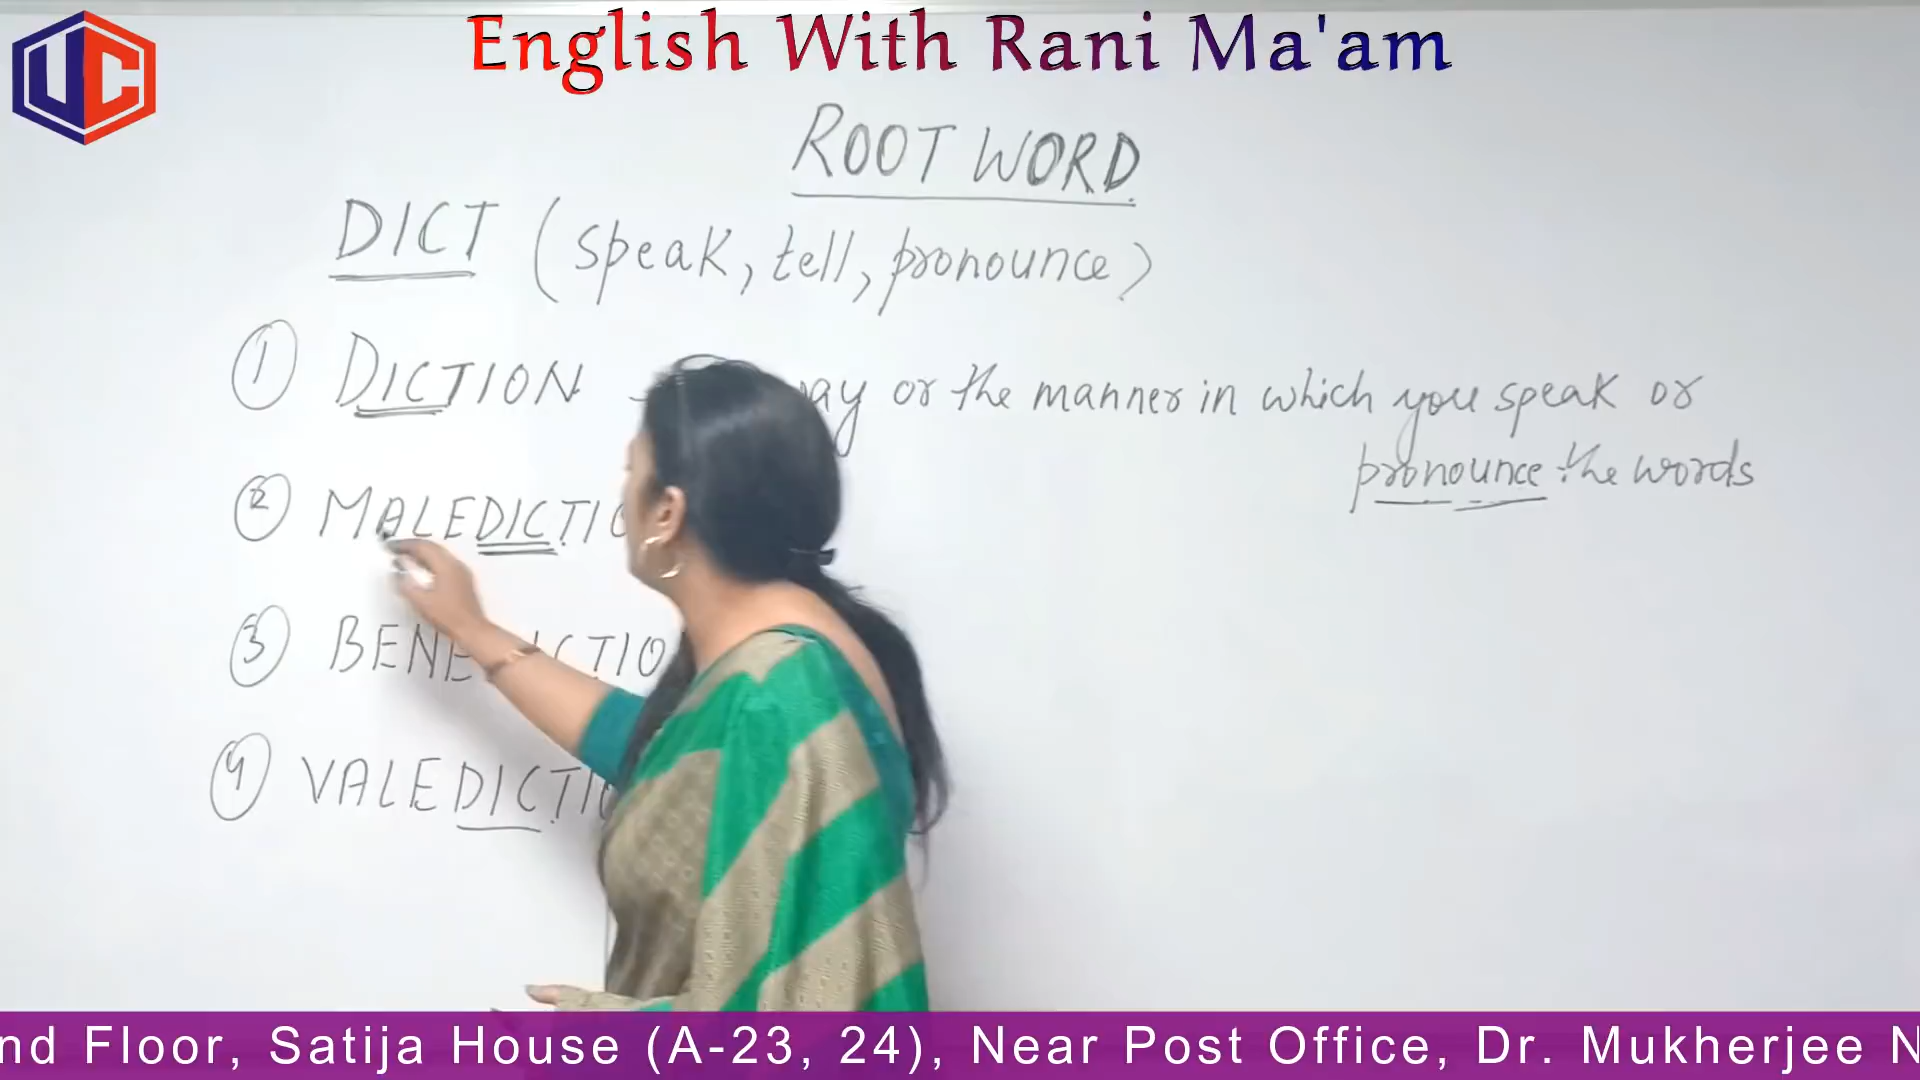 UC
English With Rani Ma'am
ROOT WORD
DICT (speak, tell, pronounce)
① DICTION or the manner in which you speak or
pronounce the words
② MALEDICTIO
③ BENE
④ VALEDICTI
nd Floor, Satija House (A-23, 24), Near Post Office, Dr. Mukherjee N